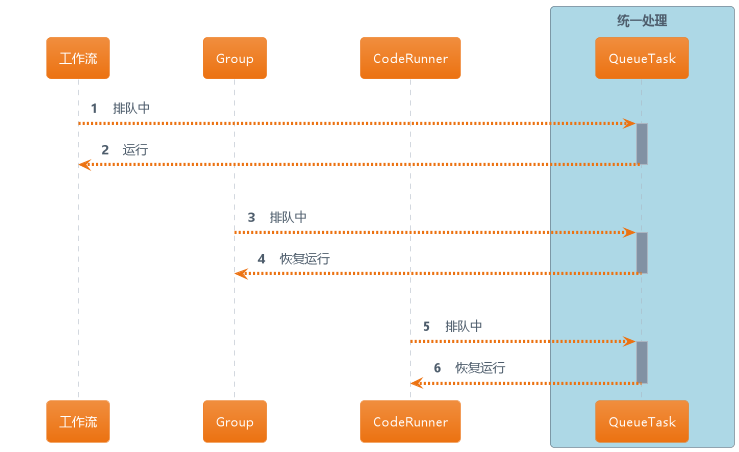 统一处理
工作流 Group CodeRunner QueueTask
1 排队中
2 运行
3 排队中
4 恢复运行
5 排队中
6 恢复运行
工作流 Group CodeRunner QueueTask